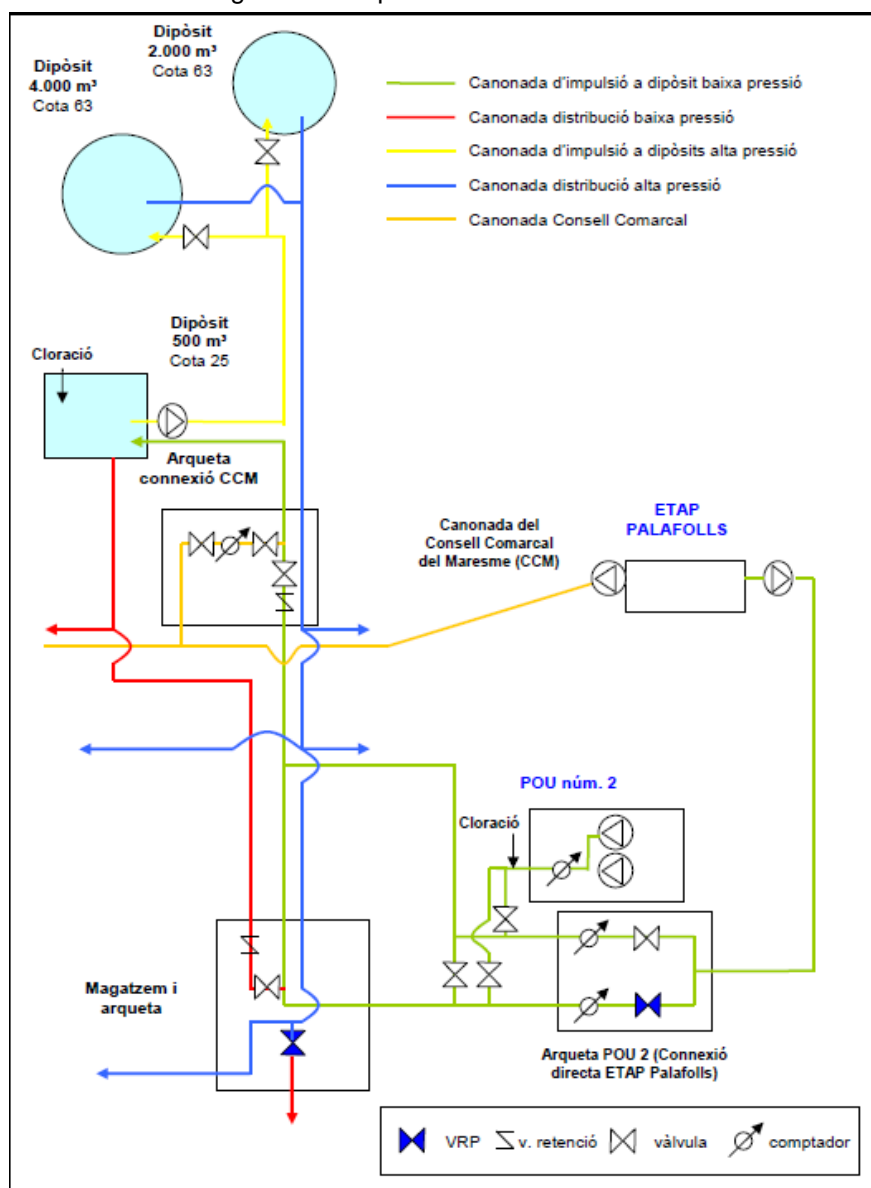 Dipòsit
2.000 m³
Cota 63
Dipòsit
4.000 m³
Cota 63
Canonada d'impulsió a dipòsit baixa pressió
Canonada distribució baixa pressió
Canonada d'impulsió a dipòsits alta pressió
Canonada distribució alta pressió
Canonada Consell Comarcal
Dipòsit
500 m³
Cota 25
Cloració
Arqueta
connexió CCM
Canonada del
Consell Comarcal
del Maresme (CCM)
ETAP
PALAFOLLS
POU núm. 2
Cloració
Magatzem i
arqueta
Arqueta POU 2 (Connexió
directa ETAP Palafolls)
VRP
v. retenció
vàlvula
comptador